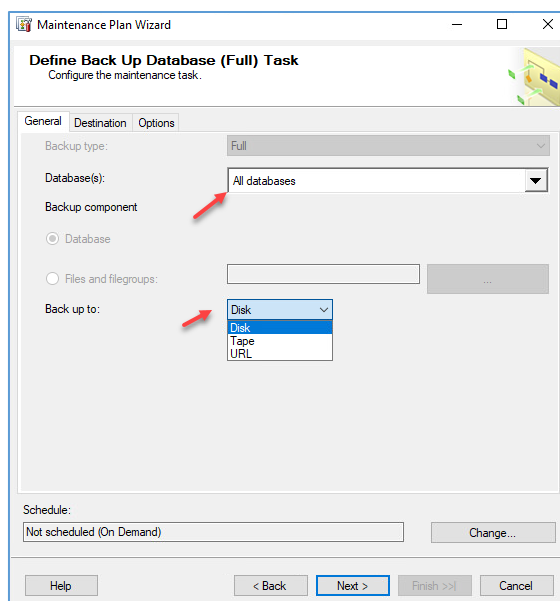 Maintenance Plan Wizard
Define Back Up Database (Full) Task
Configure the maintenance task.
General Destination Options
Backup type: Full
Database(s): All databases
Backup component
Database
Files and filegroups: ...
Back up to: Disk
Disk
Tape
URL
Schedule:
Not scheduled (On Demand) Change...
Help < Back Next > Finish >>| Cancel